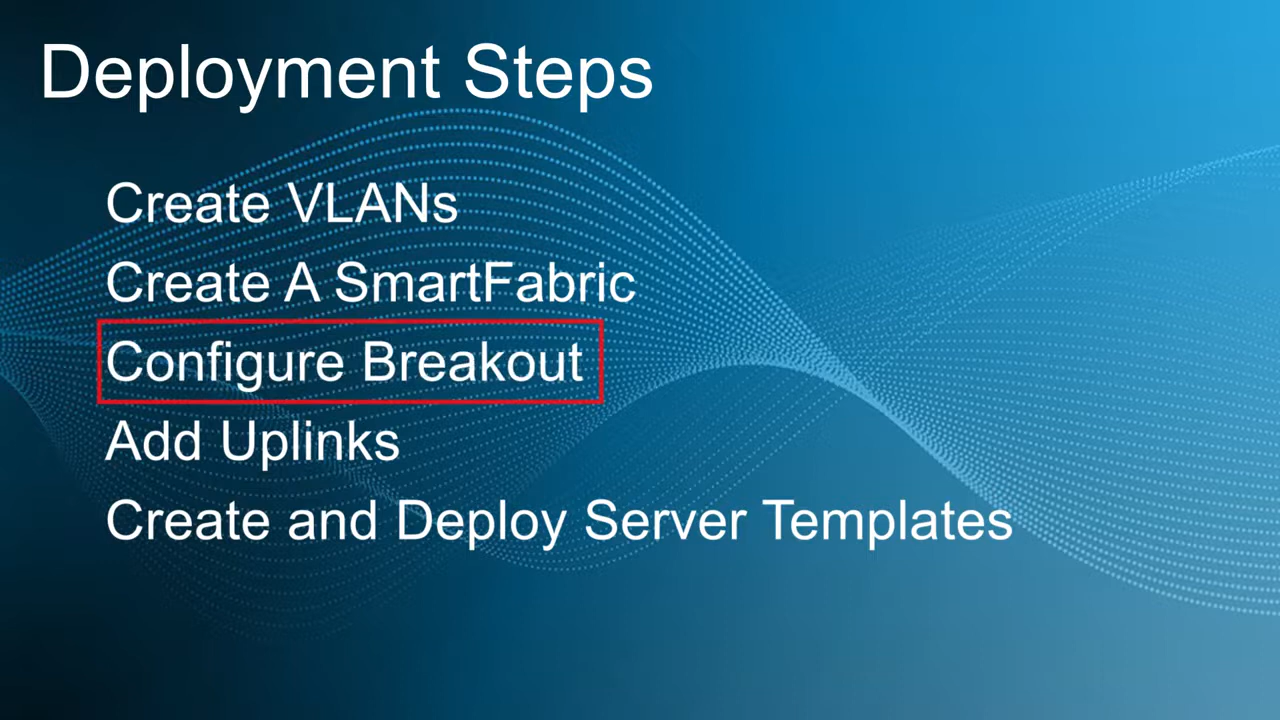 Deployment Steps
Create VLANs
Create A SmartFabric
Configure Breakout
Add Uplinks
Create and Deploy Server Templates